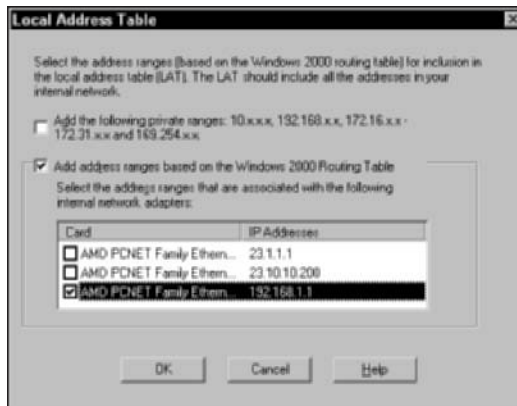 Local Address Table
Select the address ranges (based on the Windows 2000 routing table) for inclusion in
the local address table (LAT). The LAT should include all the addresses in your
internal network.
Add the following private ranges: 10.x.x.x, 192.168.x.x, 172.16.x.x -
172.31.x.x and 169.254.x.x
Add address ranges based on the Windows 2000 Routing Table
Select the address ranges that are associated with the following
internal network adapters:
Card IP Addresses
AMD PCNET Family Ethern... 23.1.1.1
AMD PCNET Family Ethern... 23.10.10.200
AMD PCNET Family Ethern... 192.168.1.1
OK Cancel Help